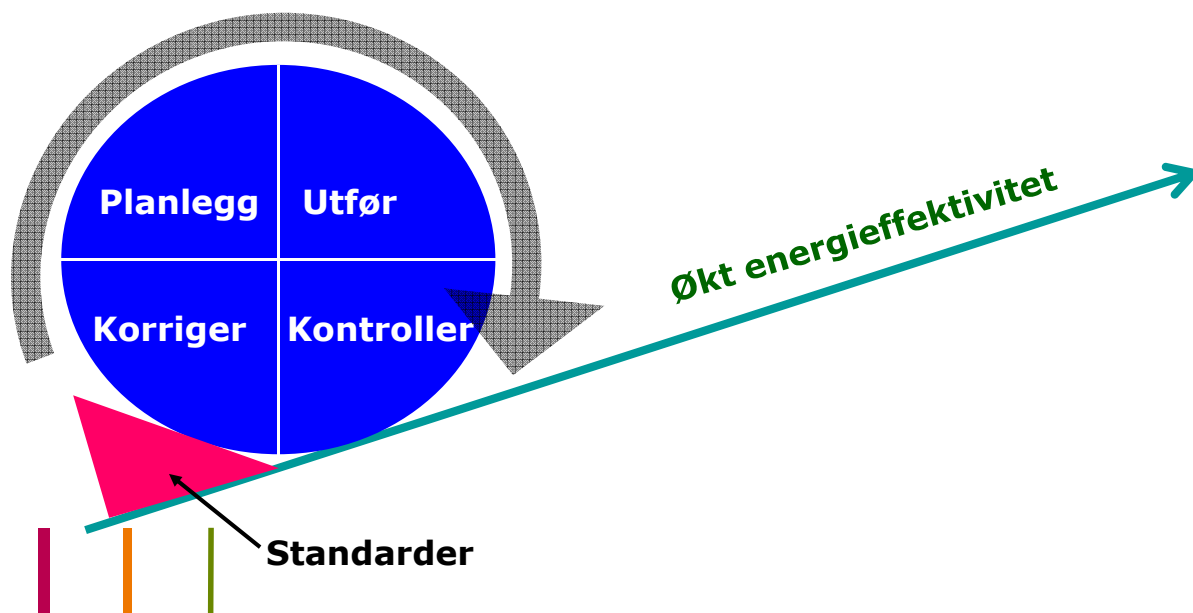 Planlegg
Utfør
Korriger
Kontroller
Økt energieffektivitet
Standarder